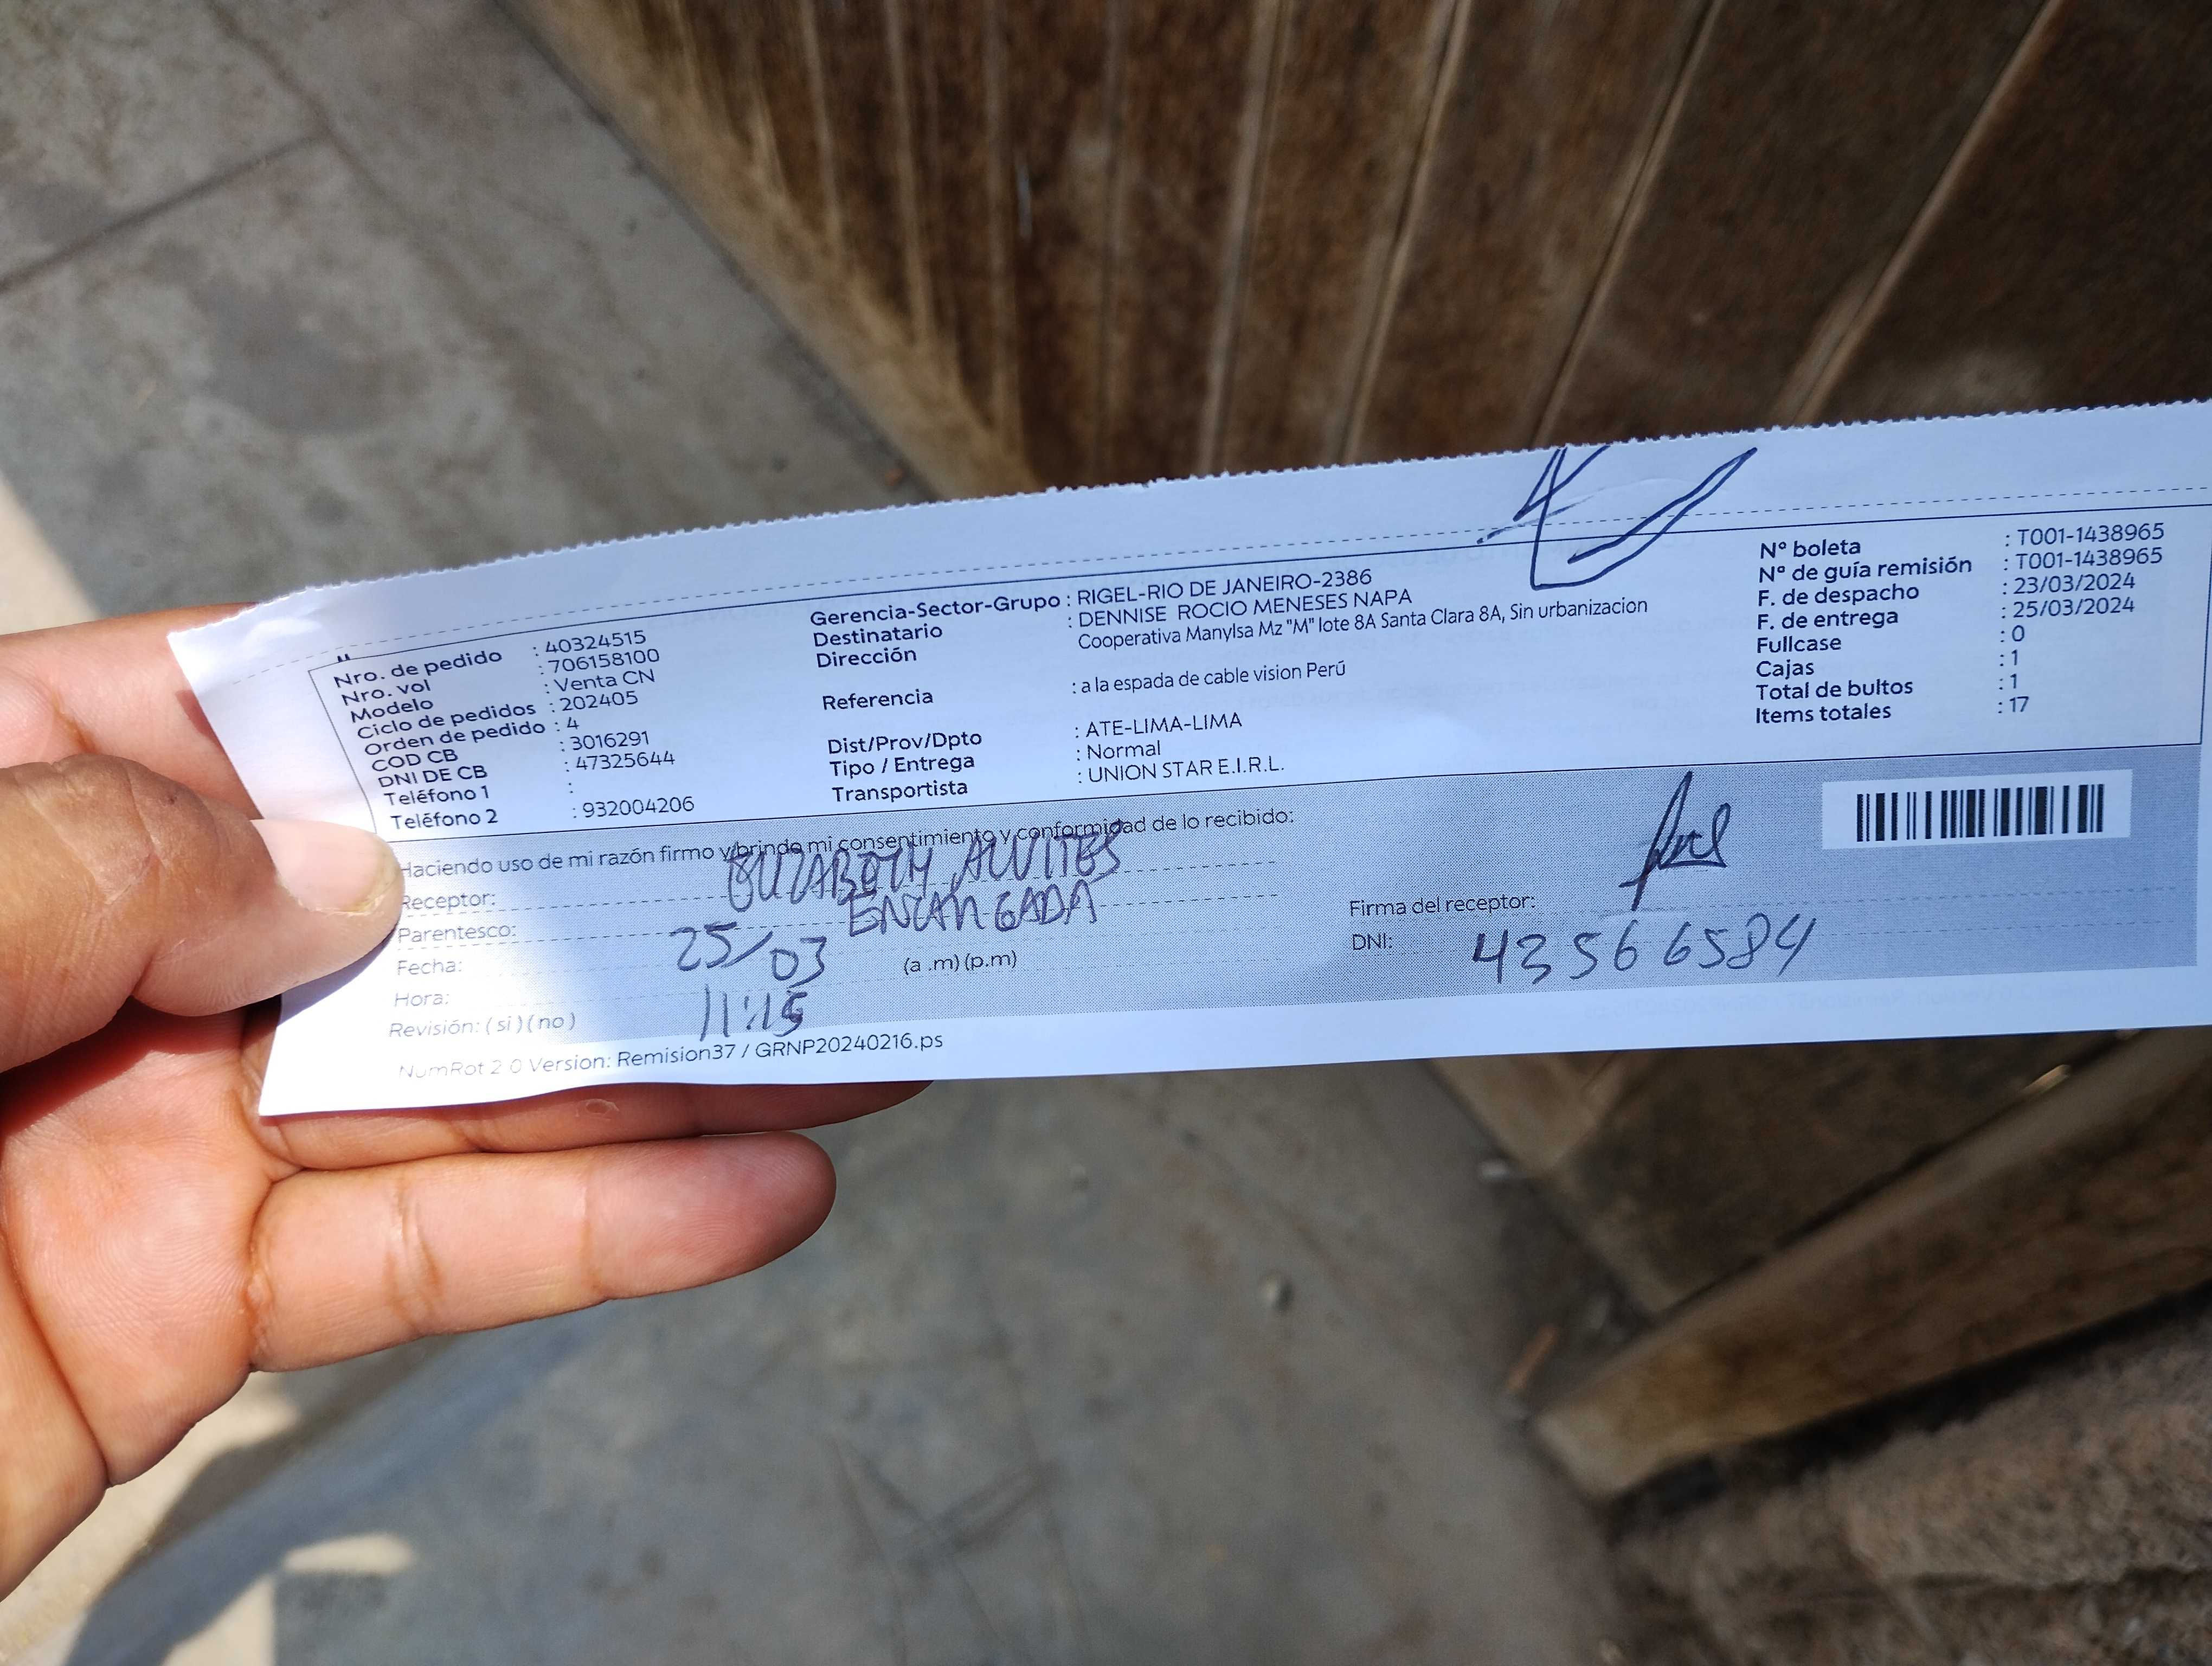 Nro. de pedido : 40324515
Nro. vol : 706158100
Modelo : Venta CN
Ciclo de pedidos : 202405
Orden de pedido : 4
COD CB : 3016291
DNI DE CB : 47325644
Teléfono 1 :
Teléfono 2 : 932004206
Gerencia-Sector-Grupo : RIGEL-RIO DE JANEIRO-2386
Destinatario : DENNISE ROCIO MENESES NAPA
Dirección Cooperativa Manylsa Mz "M" lote 8A Santa Clara 8A, Sin urbanizacion
Referencia : a la espada de cable vision Perú
Dist/Prov/Dpto : ATE-LIMA-LIMA
Tipo / Entrega : Normal
Transportista : UNION STAR E.I.R.L.
Nº boleta : T001-1438965
Nº de guía remisión : T001-1438965
F. de despacho : 23/03/2024
F. de entrega : 25/03/2024
Fullcase : 0
Cajas : 1
Total de bultos : 1
Items totales : 17
Haciendo uso de mi razón firmo y brindo mi consentimiento y conformidad de lo recibido:
Receptor: ALVITES
Parentesco: ENCARGADA
Fecha: 25/03
Hora: 11:15 (a .m) (p.m)
Revisión: ( si ) ( no )
Firma del receptor:
DNI: 43566584
NumRot 2.0 Version: Remision37 / GRNP20240216.ps